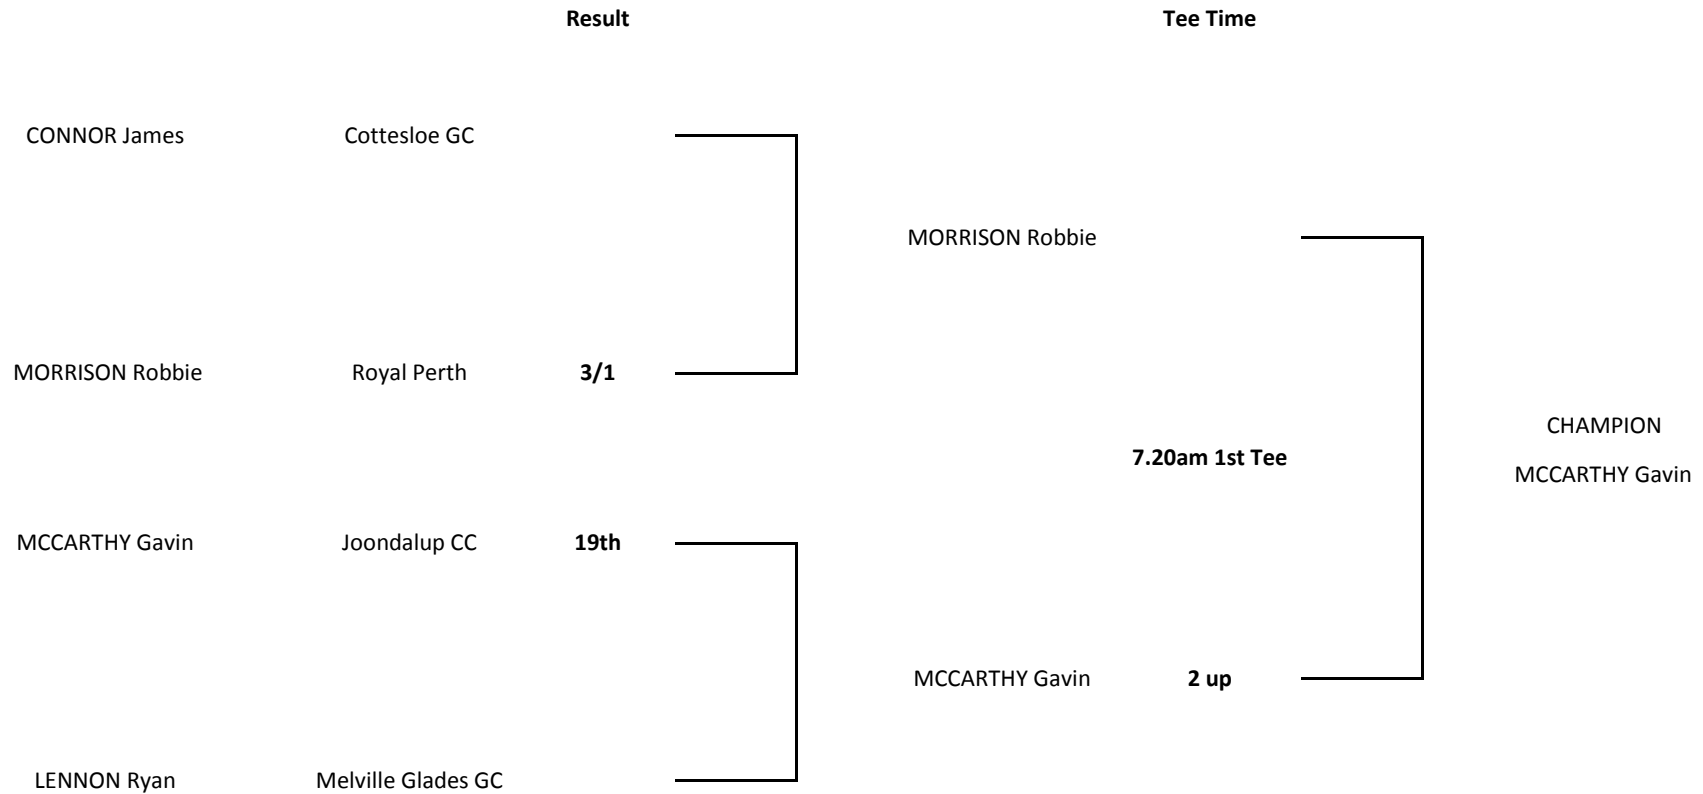 Result Tee Time
CONNOR James Cottesloe GC
MORRISON Robbie
MORRISON Robbie Royal Perth 3/1
CHAMPION
7.20am 1st Tee
MCCARTHY Gavin
MCCARTHY Gavin Joondalup CC 19th
MCCARTHY Gavin 2 up
LENNON Ryan Melville Glades GC